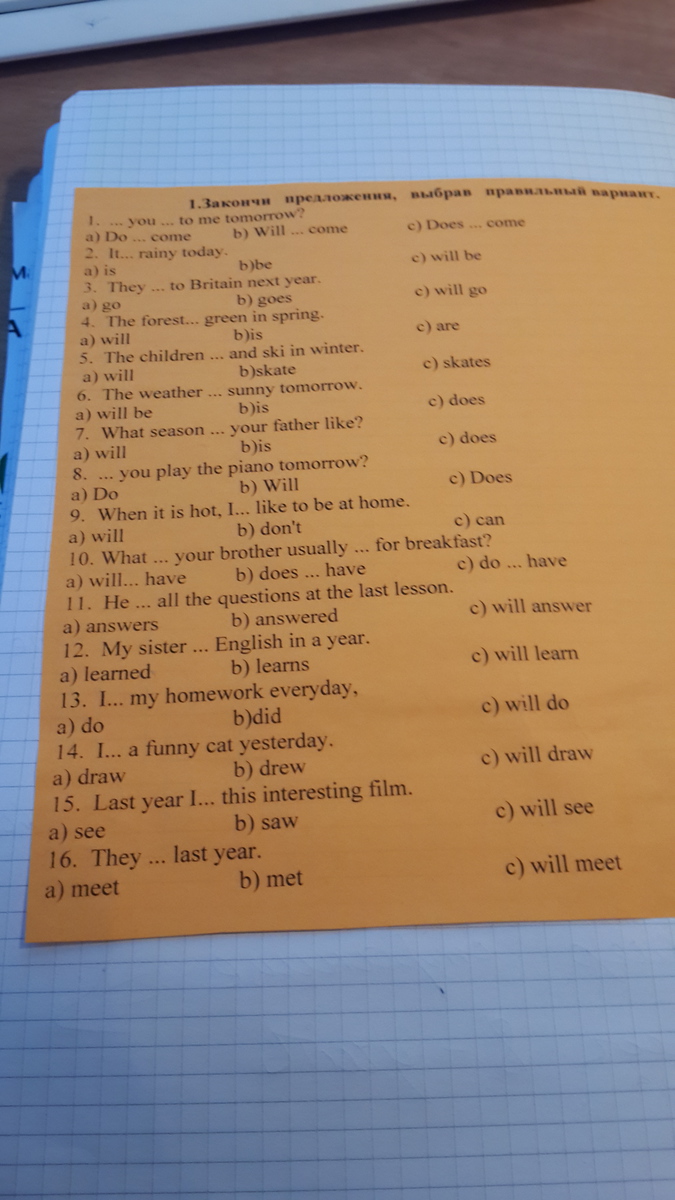 1.Закончи предложения, выбрав правильный вариант.
1. ... you ... to me tomorrow?
a) Do ... come b) Will ... come c) Does ... come
2. It... rainy today.
a) is b)be c) will be
3. They ... to Britain next year.
a) go b) goes c) will go
4. The forest... green in spring.
a) will b)is c) are
5. The children ... and ski in winter.
a) will b)skate c) skates
6. The weather ... sunny tomorrow.
a) will be b)is c) does
7. What season ... your father like?
a) will b)is c) does
8. ... you play the piano tomorrow?
a) Do b) Will c) Does
9. When it is hot, I... like to be at home.
a) will b) don't c) can
10. What ... your brother usually ... for breakfast?
a) will... have b) does ... have c) do ... have
11. He ... all the questions at the last lesson.
a) answers b) answered c) will answer
12. My sister ... English in a year.
a) learned b) learns c) will learn
13. I... my homework everyday,
a) do b)did c) will do
14. I... a funny cat yesterday.
a) draw b) drew c) will draw
15. Last year I... this interesting film.
a) see b) saw c) will see
16. They ... last year.
a) meet b) met c) will meet